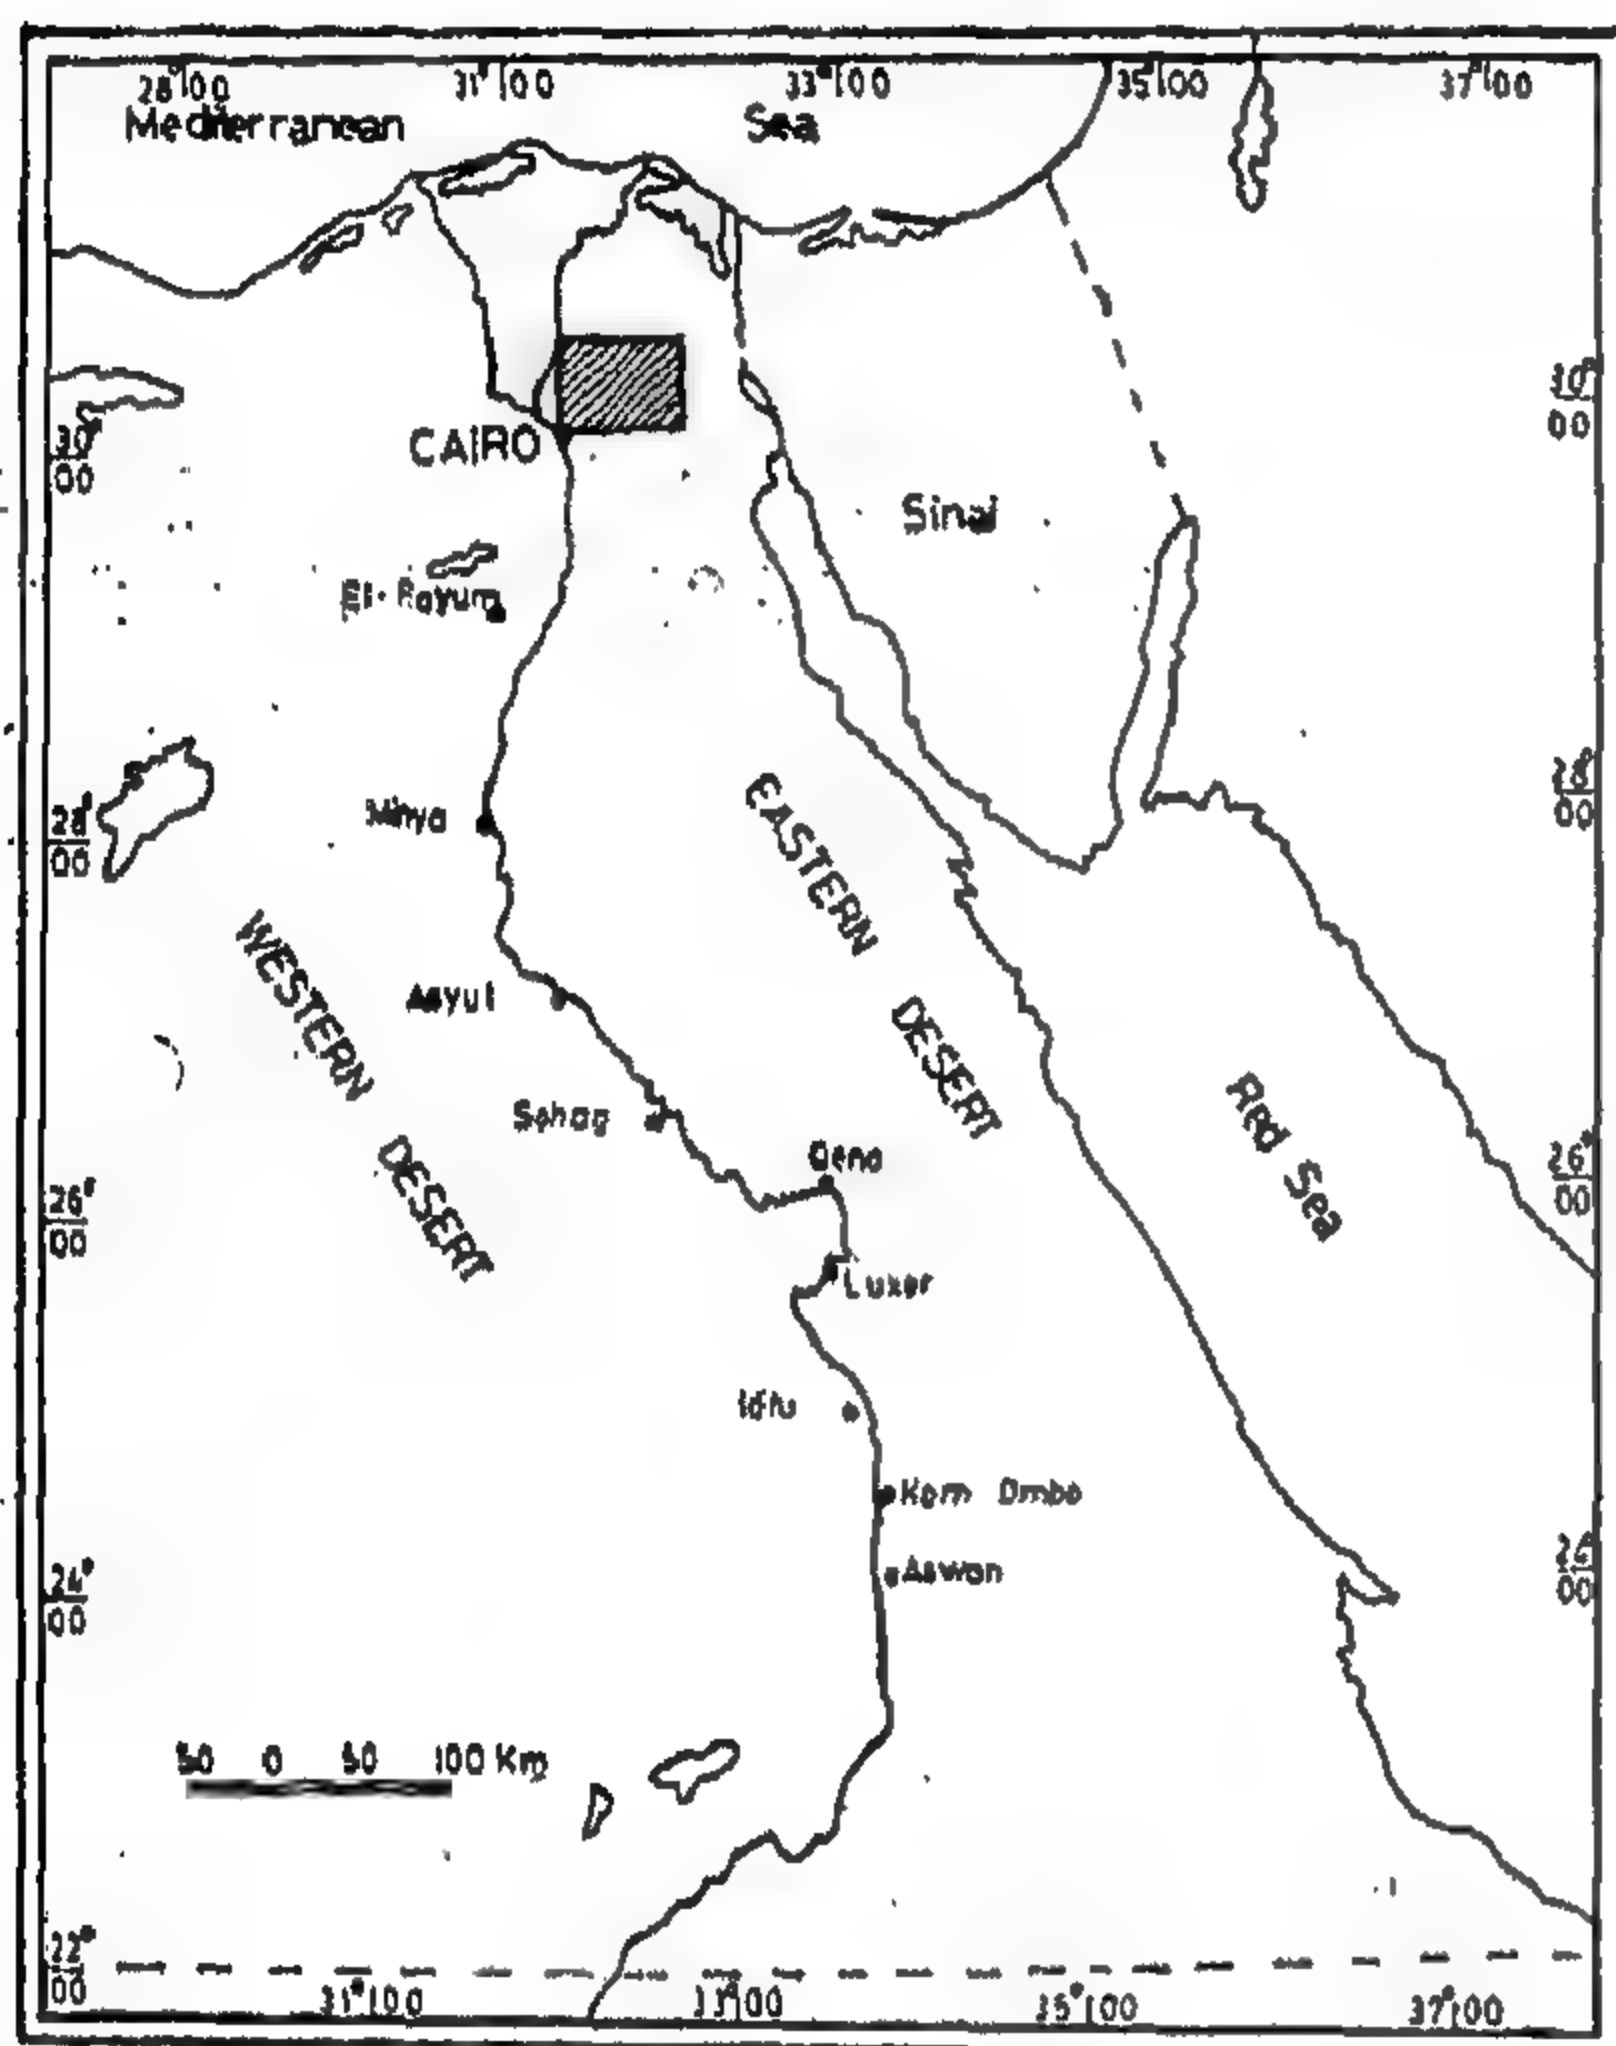 28°00 31°00 33°00 35°00 37°00
Mediterranean Sea
30°
00
CAIRO
30
00
Sinai
El-Fayum
28°
00
Minya
28°
00
EASTERN
WESTERN
Assyut
DESERT
Sohag
Red Sea
Qena
26°
00
DESERT
26°
00
Luxor
Idfu
Kom Ombo
Aswan
24°
00
24°
00
50 0 50 100 Km
22°
00
31°00 33°00 35°00 37°00